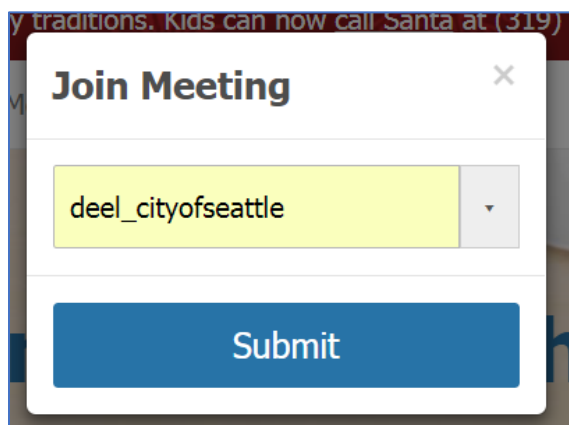 y traditions. Kids can now call Santa at (319)
Join Meeting
×
M
deel_cityofseattle
Submit